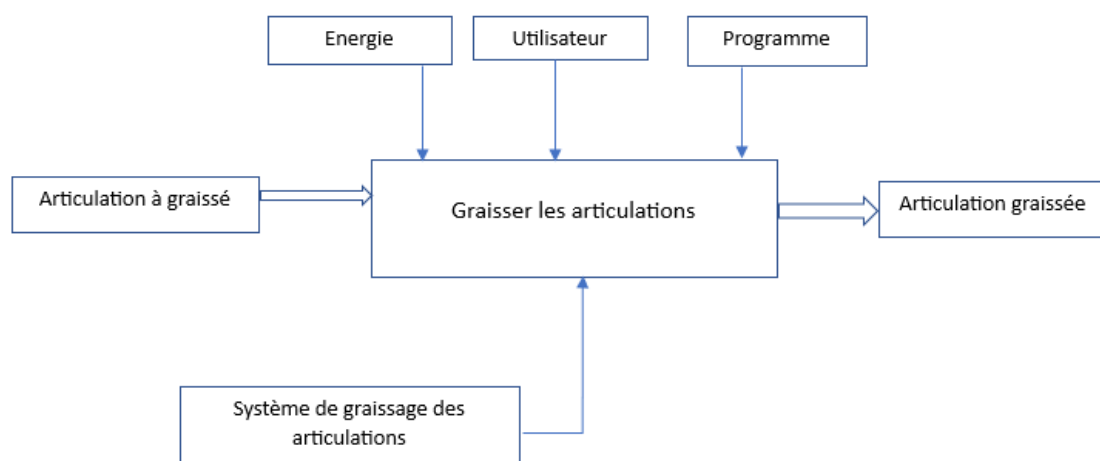 Energie
Utilisateur
Programme
Articulation à graissé
Graisser les articulations
Articulation graissée
Système de graissage des
articulations